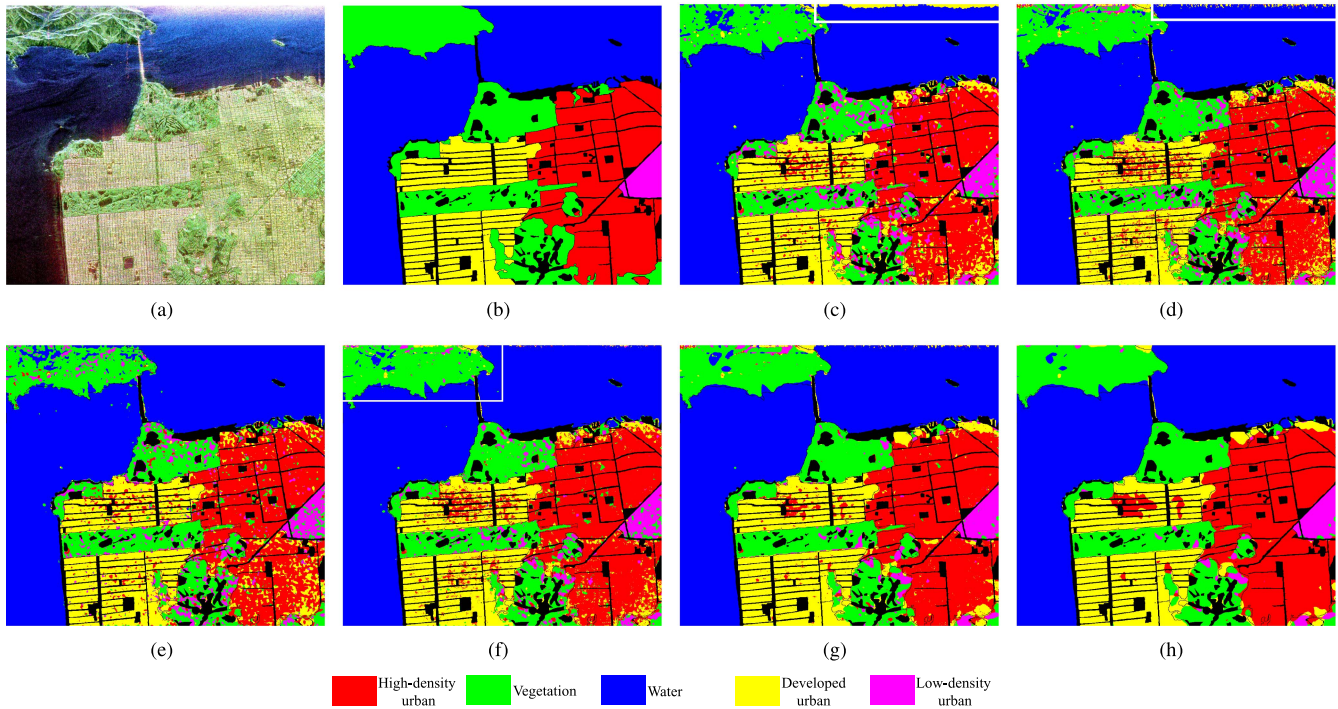 (a)
(b)
(c)
(d)
(e)
(f)
(g)
(h)
High-density
urban
Vegetation
Water
Developed
urban
Low-density
urban